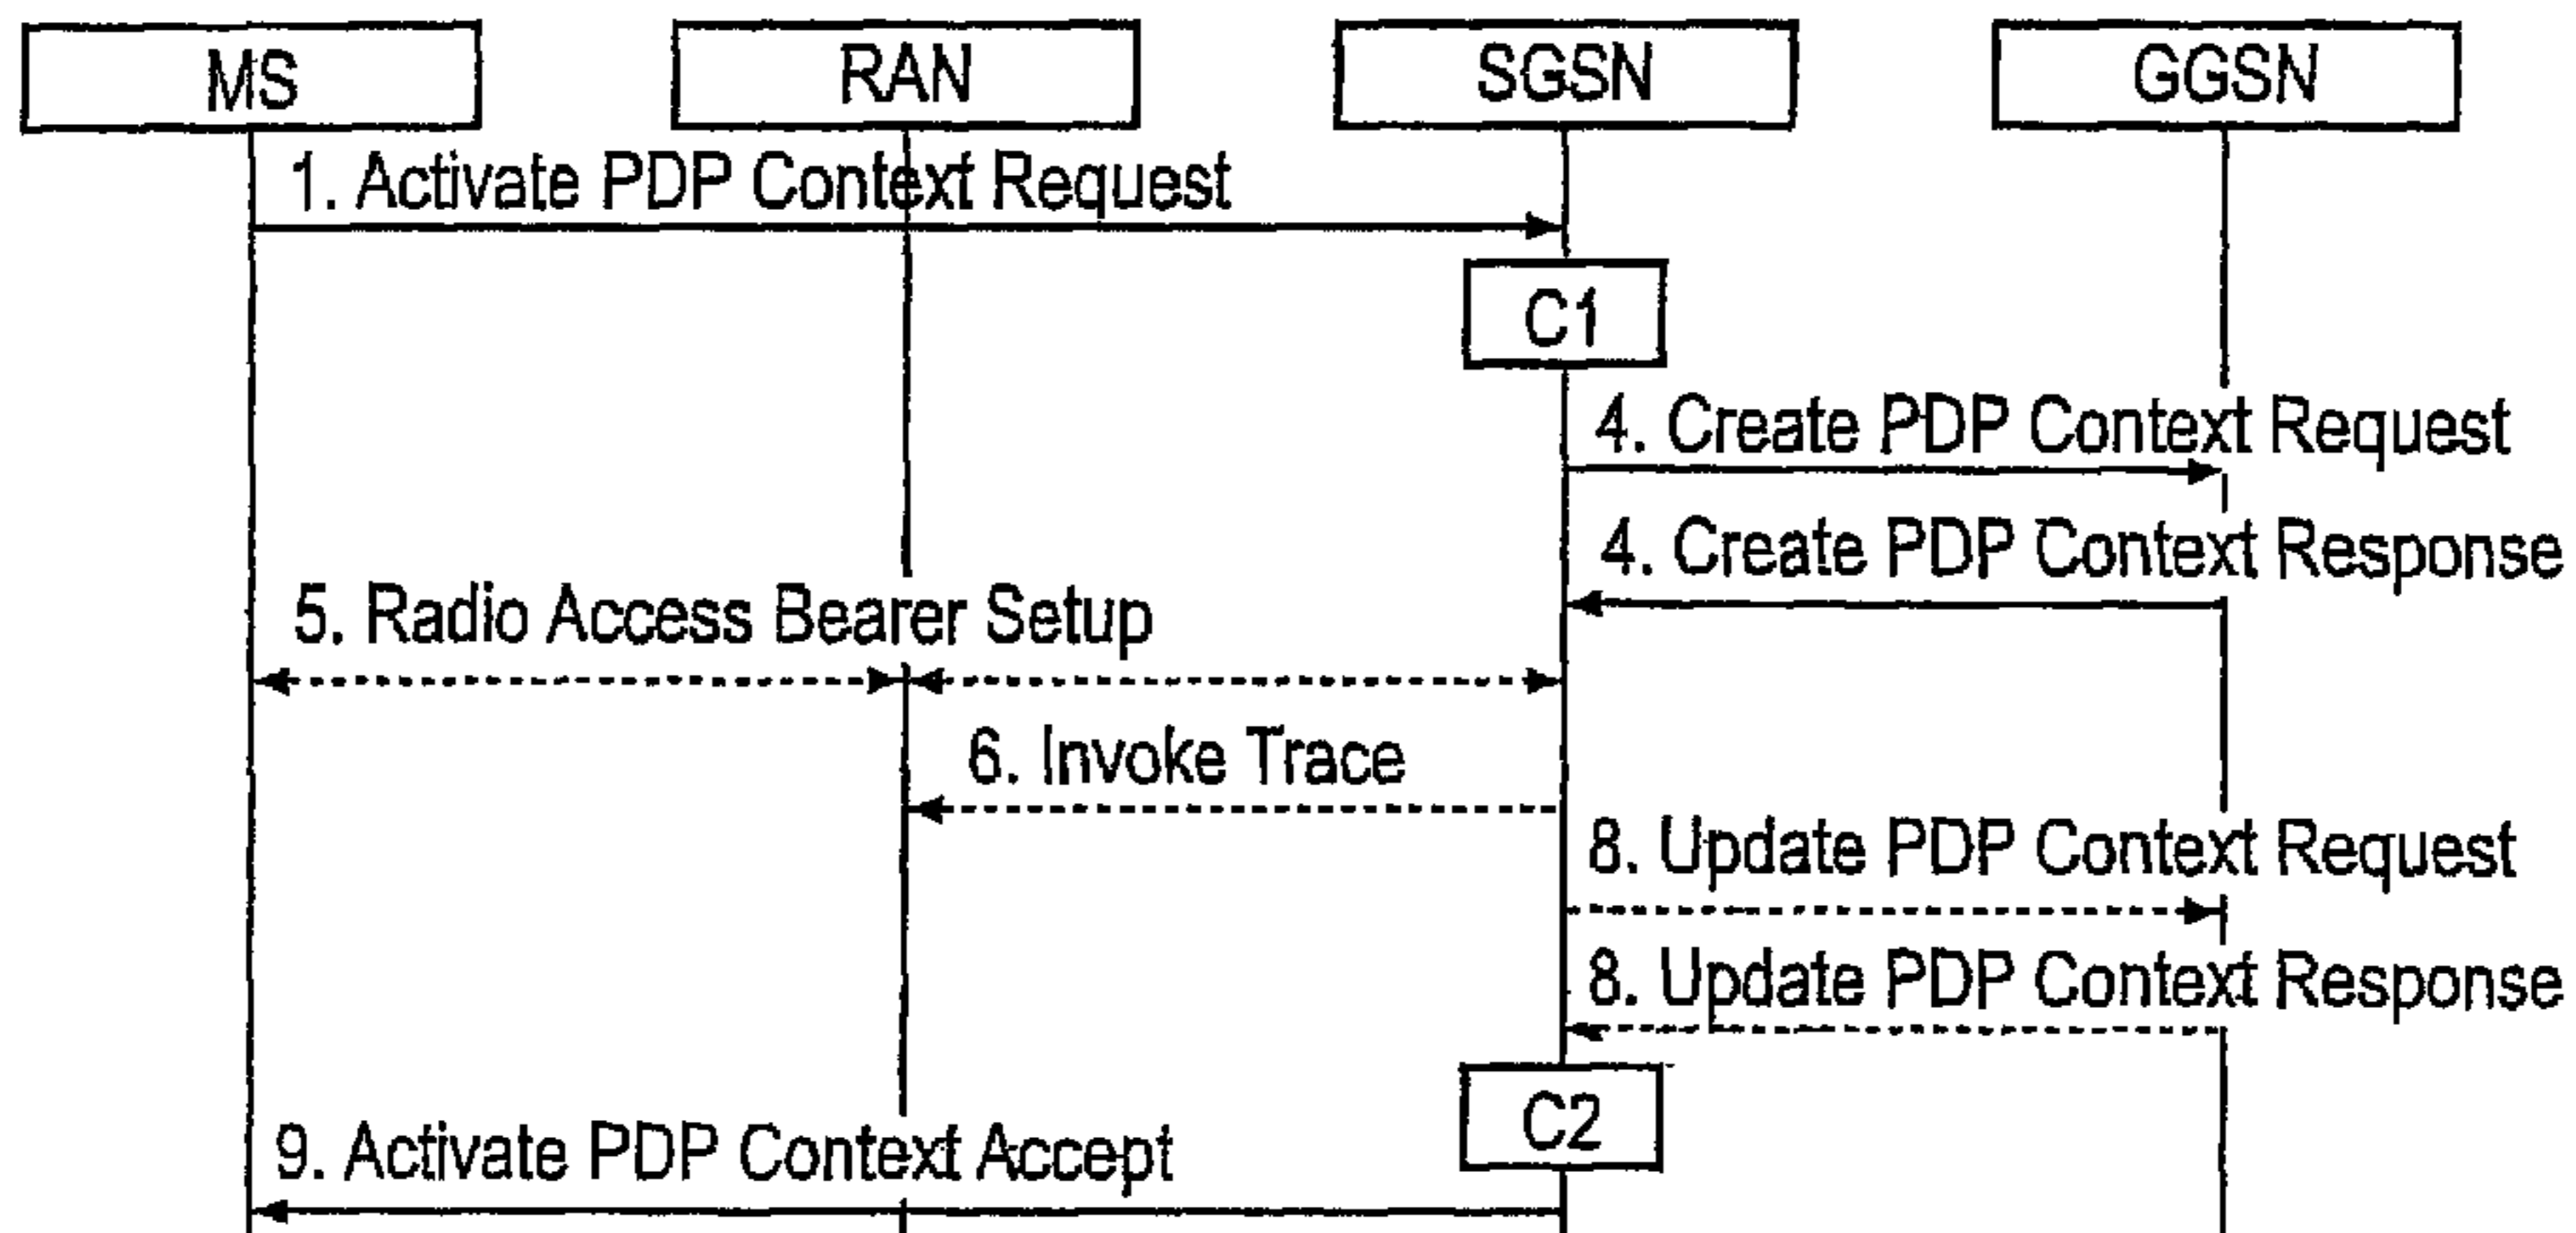 MS
RAN
SGSN
GGSN
1. Activate PDP Context Request
C1
4. Create PDP Context Request
4. Create PDP Context Response
5. Radio Access Bearer Setup
6. Invoke Trace
8. Update PDP Context Request
8. Update PDP Context Response
C2
9. Activate PDP Context Accept